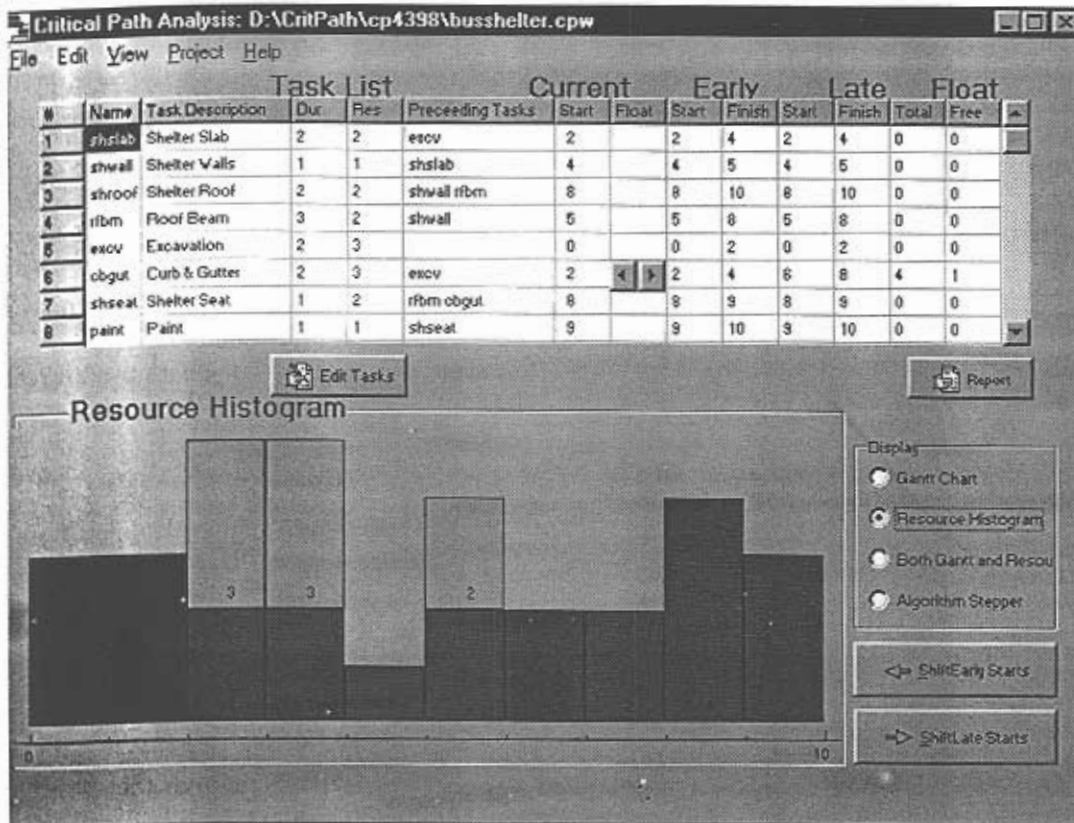 Critical Path Analysis: D:\CritPath\cp4398\busshelter.cpw
File Edit View Project Help
Task List Current Early Late Float
# Name Task Description Dur Res Preceeding Tasks Start Float Start Finish Start Finish Total Free
1 shslab Shelter Slab 2 2 excv 2 2 4 2 4 0 0
2 shwall Shelter Walls 1 1 shslab 4 4 5 4 5 0 0
3 shroof Shelter Roof 2 2 shwall rfbm 8 8 10 8 10 0 0
4 rfbm Roof Beam 3 2 shwall 5 5 8 5 8 0 0
5 excv Excavation 2 3 0 0 2 0 2 0 0
6 cbgut Curb & Gutter 2 3 excv 2 2 4 6 8 4 1
7 shseat Shelter Seat 1 2 rfbm cbgut 8 8 9 8 9 0 0
8 paint Paint 1 1 shseat 9 9 10 9 10 0 0
Edit Tasks
Report
Resource Histogram
3 3 2
0 10
Display
Gantt Chart
Resource Histogram
Both Gantt and Resou
Algorithm Stepper
ShiftEarly Starts
ShiftLate Starts